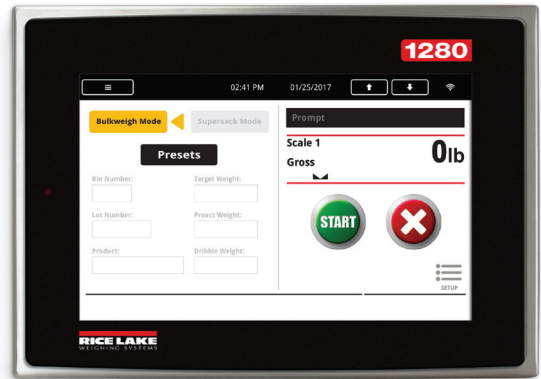 1280
02:41 PM 01/25/2017
Bulkweigh Mode Supersack Mode
Presets
Bin Number: Target Weight:
Lot Number: Preact Weight:
Product: Dribble Weight:
Prompt
Scale 1
Gross
0lb
START
SETUP
RICE LAKE
WEIGHING SYSTEMS